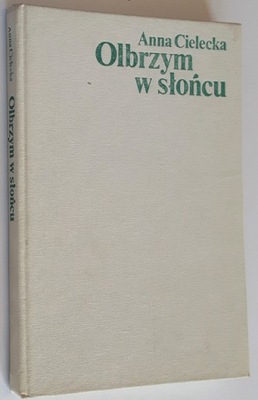 Anna Cielecka
Olbrzym
w słońcu
Anna Cielecka Olbrzym w słońcu